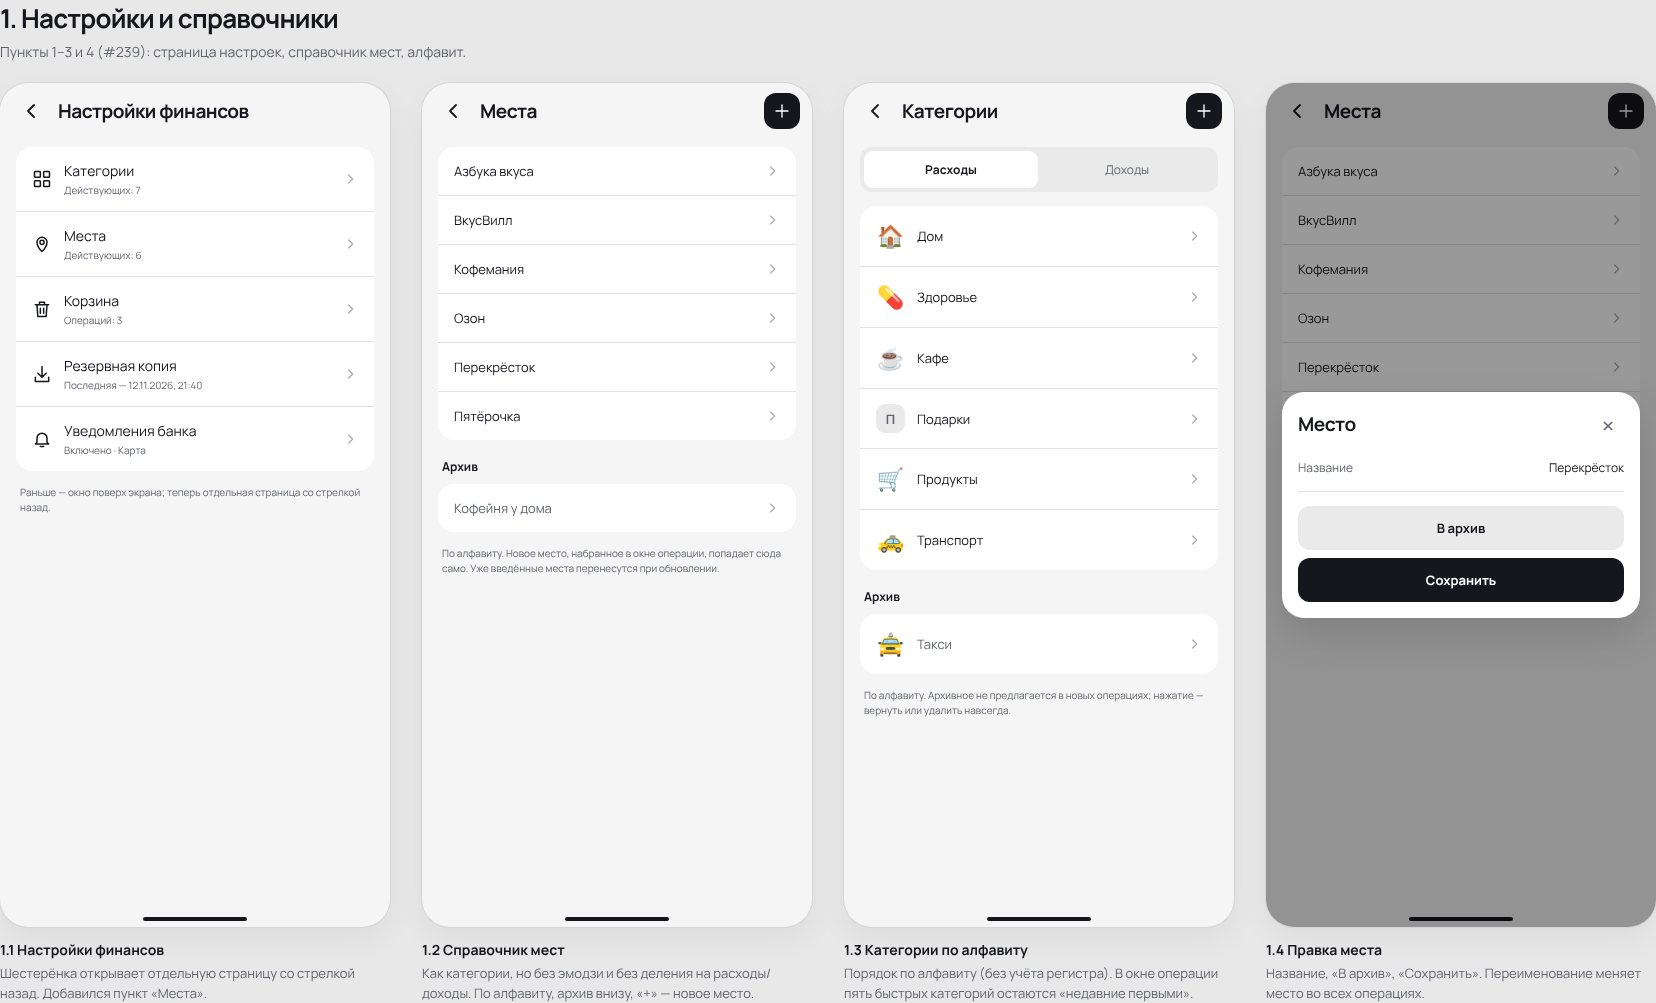 1. Настройки и справочники
Пункты 1–3 и 4 (#239): страница настроек, справочник мест, алфавит.
Настройки финансов
Категории
Действующих: 7
Места
Действующих: 6
Корзина
Операций: 3
Резервная копия
Последняя — 12.11.2026, 21:40
Уведомления банка
Включено · Карта
Раньше — окно поверх экрана; теперь отдельная страница со стрелкой
назад.
1.1 Настройки финансов
Шестерёнка открывает отдельную страницу со стрелкой
назад. Добавился пункт «Места».
Места
Азбука вкуса
ВкусВилл
Кофемания
Озон
Перекрёсток
Пятёрочка
Архив
Кофейня у дома
По алфавиту. Новое место, набранное в окне операции, попадает сюда
само. Уже введённые места перенесутся при обновлении.
1.2 Справочник мест
Как категории, но без эмодзи и без деления на расходы/
доходы. По алфавиту, архив внизу, «+» — новое место.
Категории
Расходы
Доходы
Дом
Здоровье
Кафе
П
Подарки
Продукты
Транспорт
Архив
Такси
По алфавиту. Архивное не предлагается в новых операциях; нажатие —
вернуть или удалить навсегда.
1.3 Категории по алфавиту
Порядок по алфавиту (без учёта регистра). В окне операции
пять быстрых категорий остаются «недавние первыми».
Места
Азбука вкуса
ВкусВилл
Кофемания
Озон
Перекрёсток
Место
Название
Перекрёсток
В архив
Сохранить
1.4 Правка места
Название, «В архив», «Сохранить». Переименование меняет
место во всех операциях.